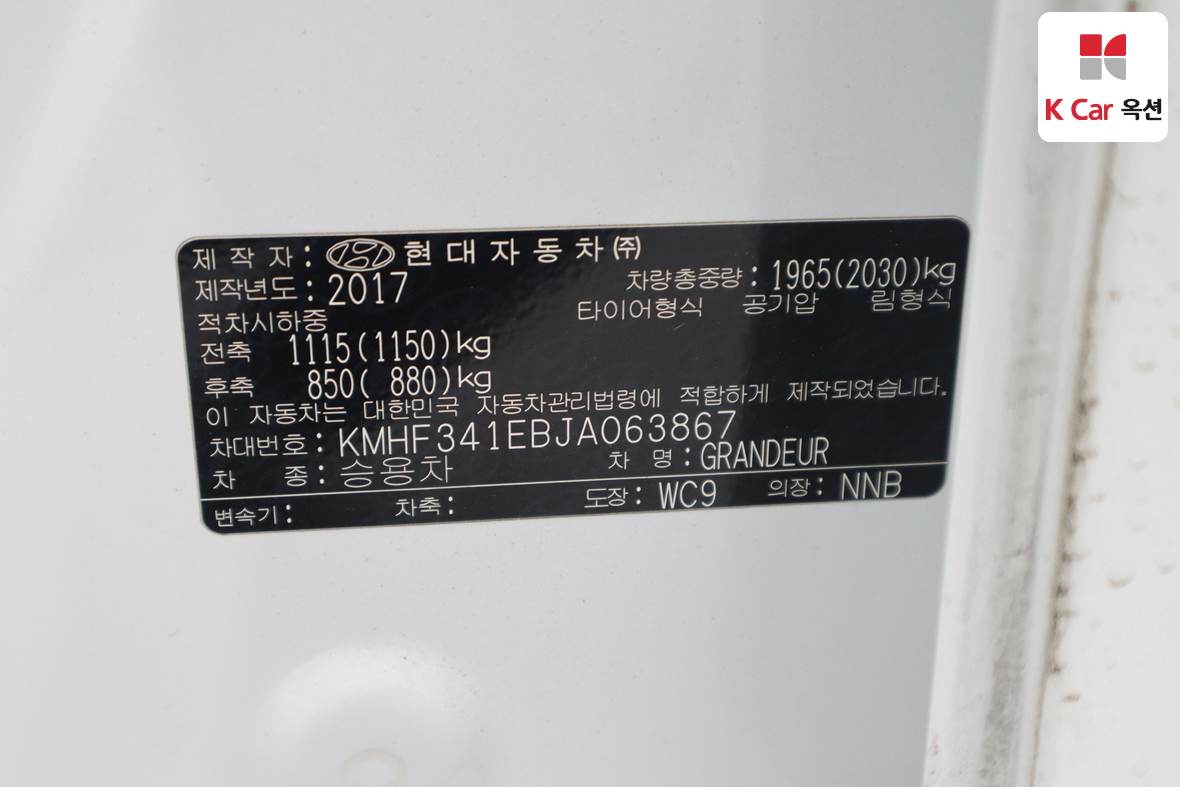 K Car 옥션
제 작 자 : 현 대 자 동 차 ㈜
제작년도 : 2017 차량총중량 : 1965(2030)kg
적차시하중 타이어형식 공기압 림형식
전축 1115(1150)kg
후축 850( 880)kg
이 자동차는 대한민국 자동차관리법령에 적합하게 제작되었습니다.
차대번호 : KMHF341EBJA063867
차 종 : 승용차 차 명 : GRANDEUR
변속기 : 차축 : 도장 : WC9 의장 : NNB